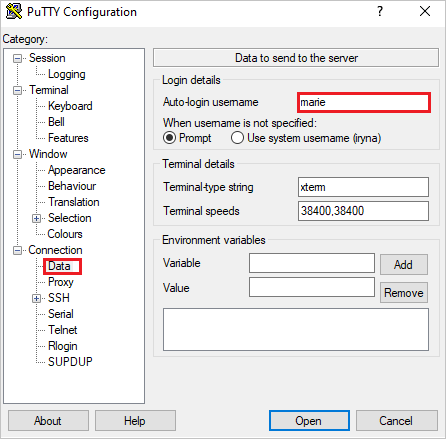 PuTTY Configuration
Category:
Session
Logging
Terminal
Keyboard
Bell
Features
Window
Appearance
Behaviour
Translation
Selection
Colours
Connection
Data
Proxy
SSH
Serial
Telnet
Rlogin
SUPDUP
Data to send to the server
Login details
Auto-login username marie
When username is not specified:
Prompt Use system username (iryna)
Terminal details
Terminal-type string xterm
Terminal speeds 38400,38400
Environment variables
Variable Add
Value Remove
About Help Open Cancel